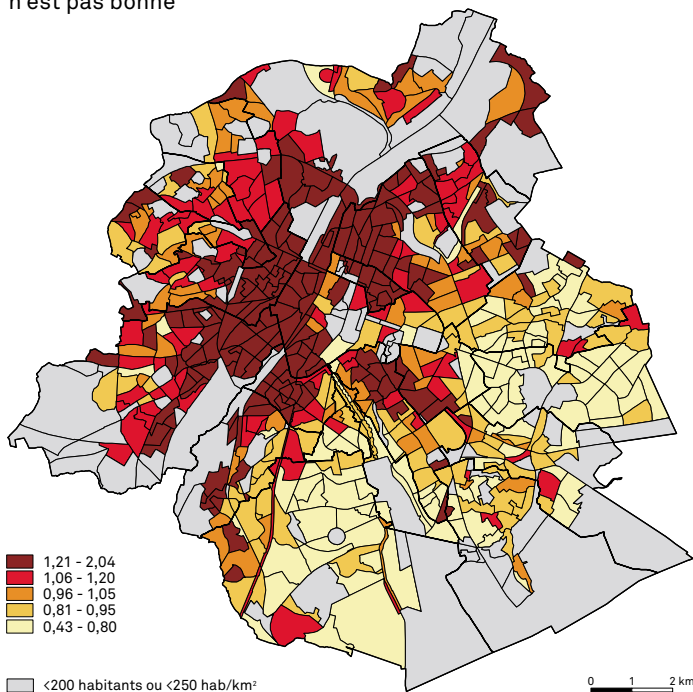 n'est pas bonne
1,21 - 2,04
1,06 - 1,20
0,96 - 1,05
0,81 - 0,95
0,43 - 0,80
<200 habitants ou <250 hab/km²
0 1 2 km